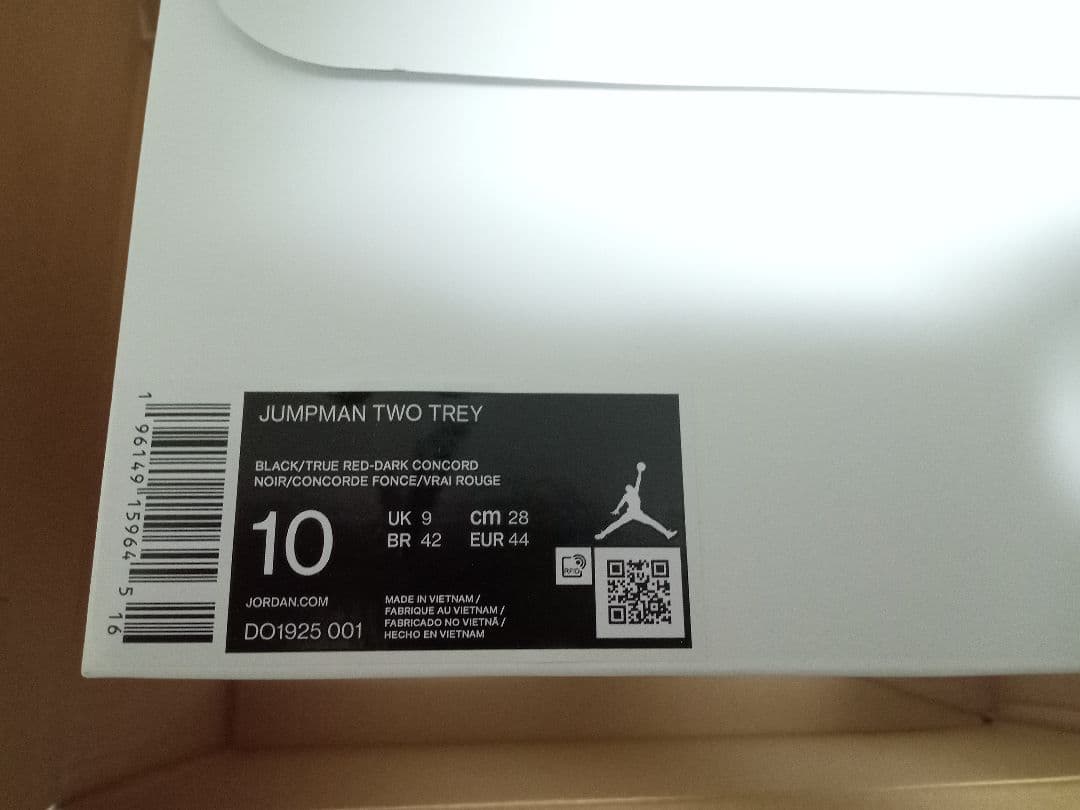 JUMPMAN TWO TREY
BLACK/TRUE RED-DARK CONCORD
NOIR/CONCORDE FONCE/VRAI ROUGE
10
UK 9 cm 28
BR 42 EUR 44
RFID
JORDAN.COM
DO1925 001
MADE IN VIETNAM /
FABRIQUE AU VIETNAM /
FABRICADO NO VIETNÃ /
HECHO EN VIETNAM
1 96149 15964 5 16